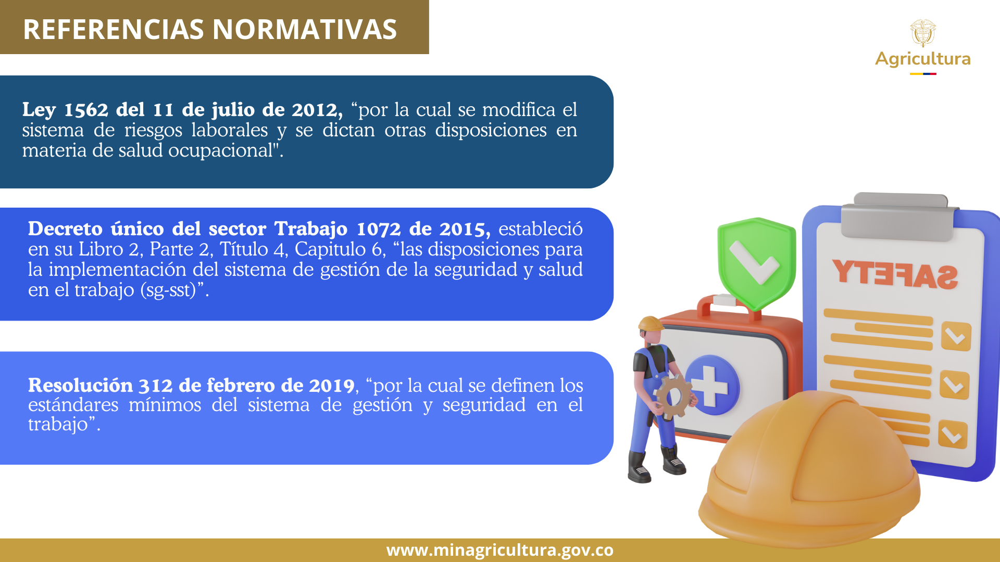 REFERENCIAS NORMATIVAS
Agricultura
Ley 1562 del 11 de julio de 2012, “por la cual se modifica el
sistema de riesgos laborales y se dictan otras disposiciones en
materia de salud ocupacional".
Decreto único del sector Trabajo 1072 de 2015, estableció
en su Libro 2, Parte 2, Título 4, Capitulo 6, “las disposiciones para
la implementación del sistema de gestión de la seguridad y salud
en el trabajo (sg-sst)”.
Resolución 312 de febrero de 2019, “por la cual se definen los
estándares mínimos del sistema de gestión y seguridad en el
trabajo”.
SAFETY
www.minagricultura.gov.co